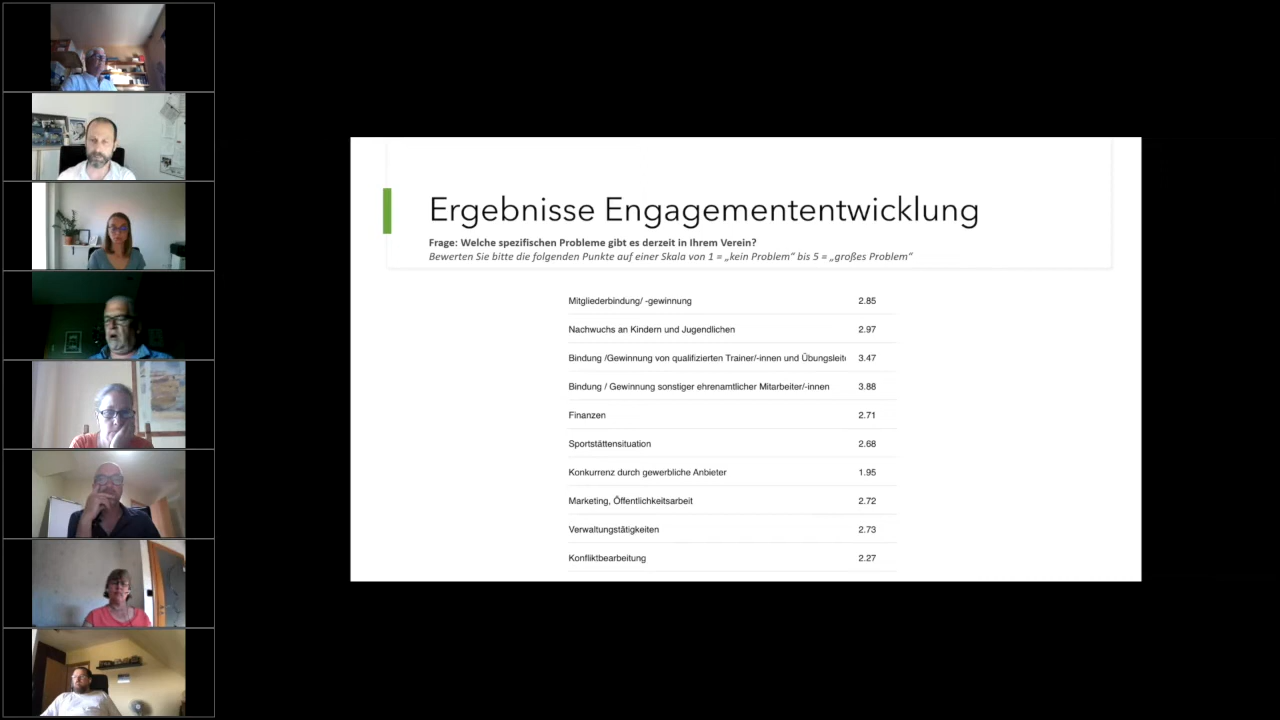 Ergebnisse Engagemententwicklung
Frage: Welche spezifischen Probleme gibt es derzeit in Ihrem Verein?
Bewerten Sie bitte die folgenden Punkte auf einer Skala von 1 = „kein Problem“ bis 5 = „großes Problem“
Mitgliederbindung/ -gewinnung 2.85
Nachwuchs an Kindern und Jugendlichen 2.97
Bindung /Gewinnung von qualifizierten Trainer/-innen und Übungsleite 3.47
Bindung / Gewinnung sonstiger ehrenamtlicher Mitarbeiter/-innen 3.88
Finanzen 2.71
Sportstättensituation 2.68
Konkurrenz durch gewerbliche Anbieter 1.95
Marketing, Öffentlichkeitsarbeit 2.72
Verwaltungstätigkeiten 2.73
Konfliktbearbeitung 2.27